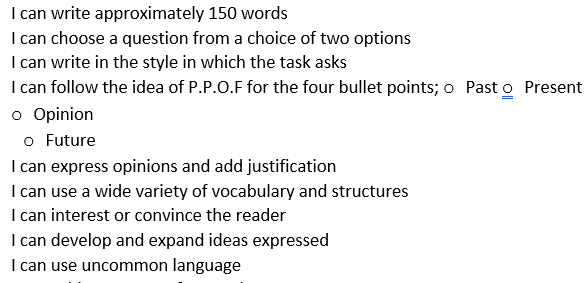 I can write approximately 150 words
I can choose a question from a choice of two options
I can write in the style in which the task asks
I can follow the idea of P.P.O.F for the four bullet points; o Past o Present
o Opinion
o Future
I can express opinions and add justification
I can use a wide variety of vocabulary and structures
I can interest or convince the reader
I can develop and expand ideas expressed
I can use uncommon language